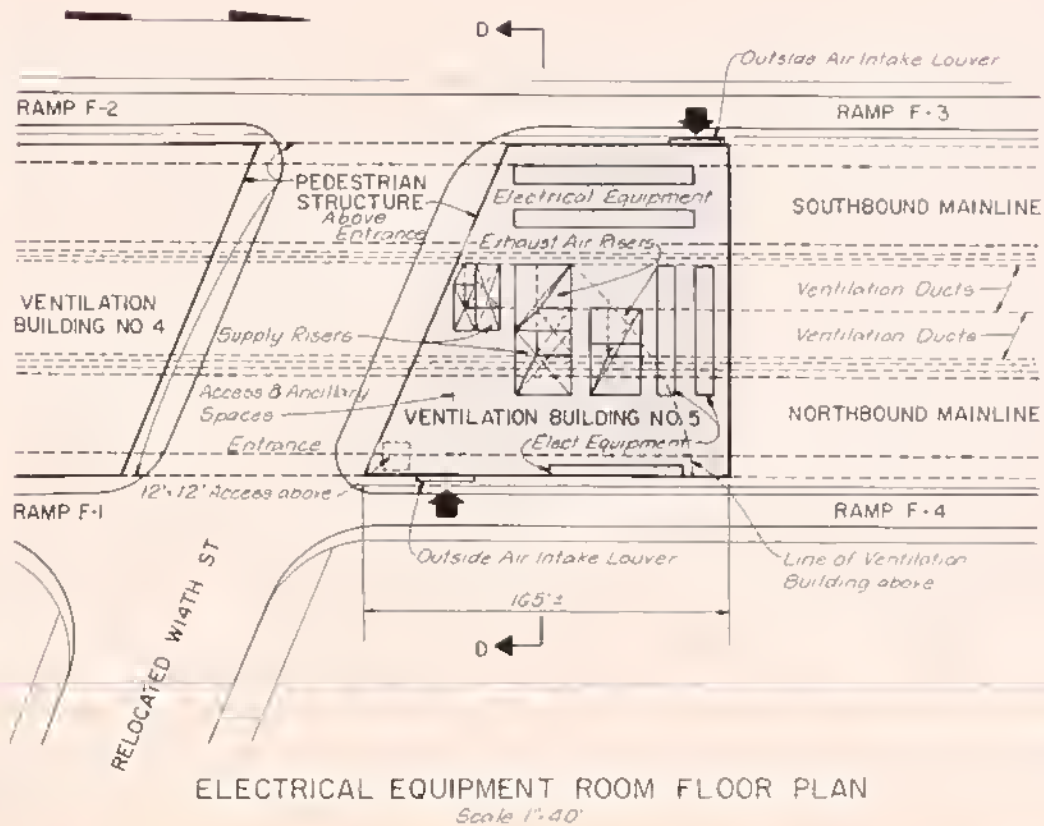 D
Outside Air Intake Louver
RAMP F-2
RAMP F-3
PEDESTRIAN
STRUCTURE
Above
Entrance
Electrical Equipment
SOUTHBOUND MAINLINE
Exhaust Air Risers
Ventilation Ducts
VENTILATION
BUILDING NO 4
Supply Risers
Ventilation Ducts
Access & Ancillary
Spaces
VENTILATION BUILDING NO. 5
NORTHBOUND MAINLINE
Entrance
Elect Equipment
12'x12' Access above
RAMP F-1
RAMP F-4
Outside Air Intake Louver
Line of Ventilation
Building above
165'±
D
RELOCATED W14TH ST
ELECTRICAL EQUIPMENT ROOM FLOOR PLAN
Scale 1"=40'